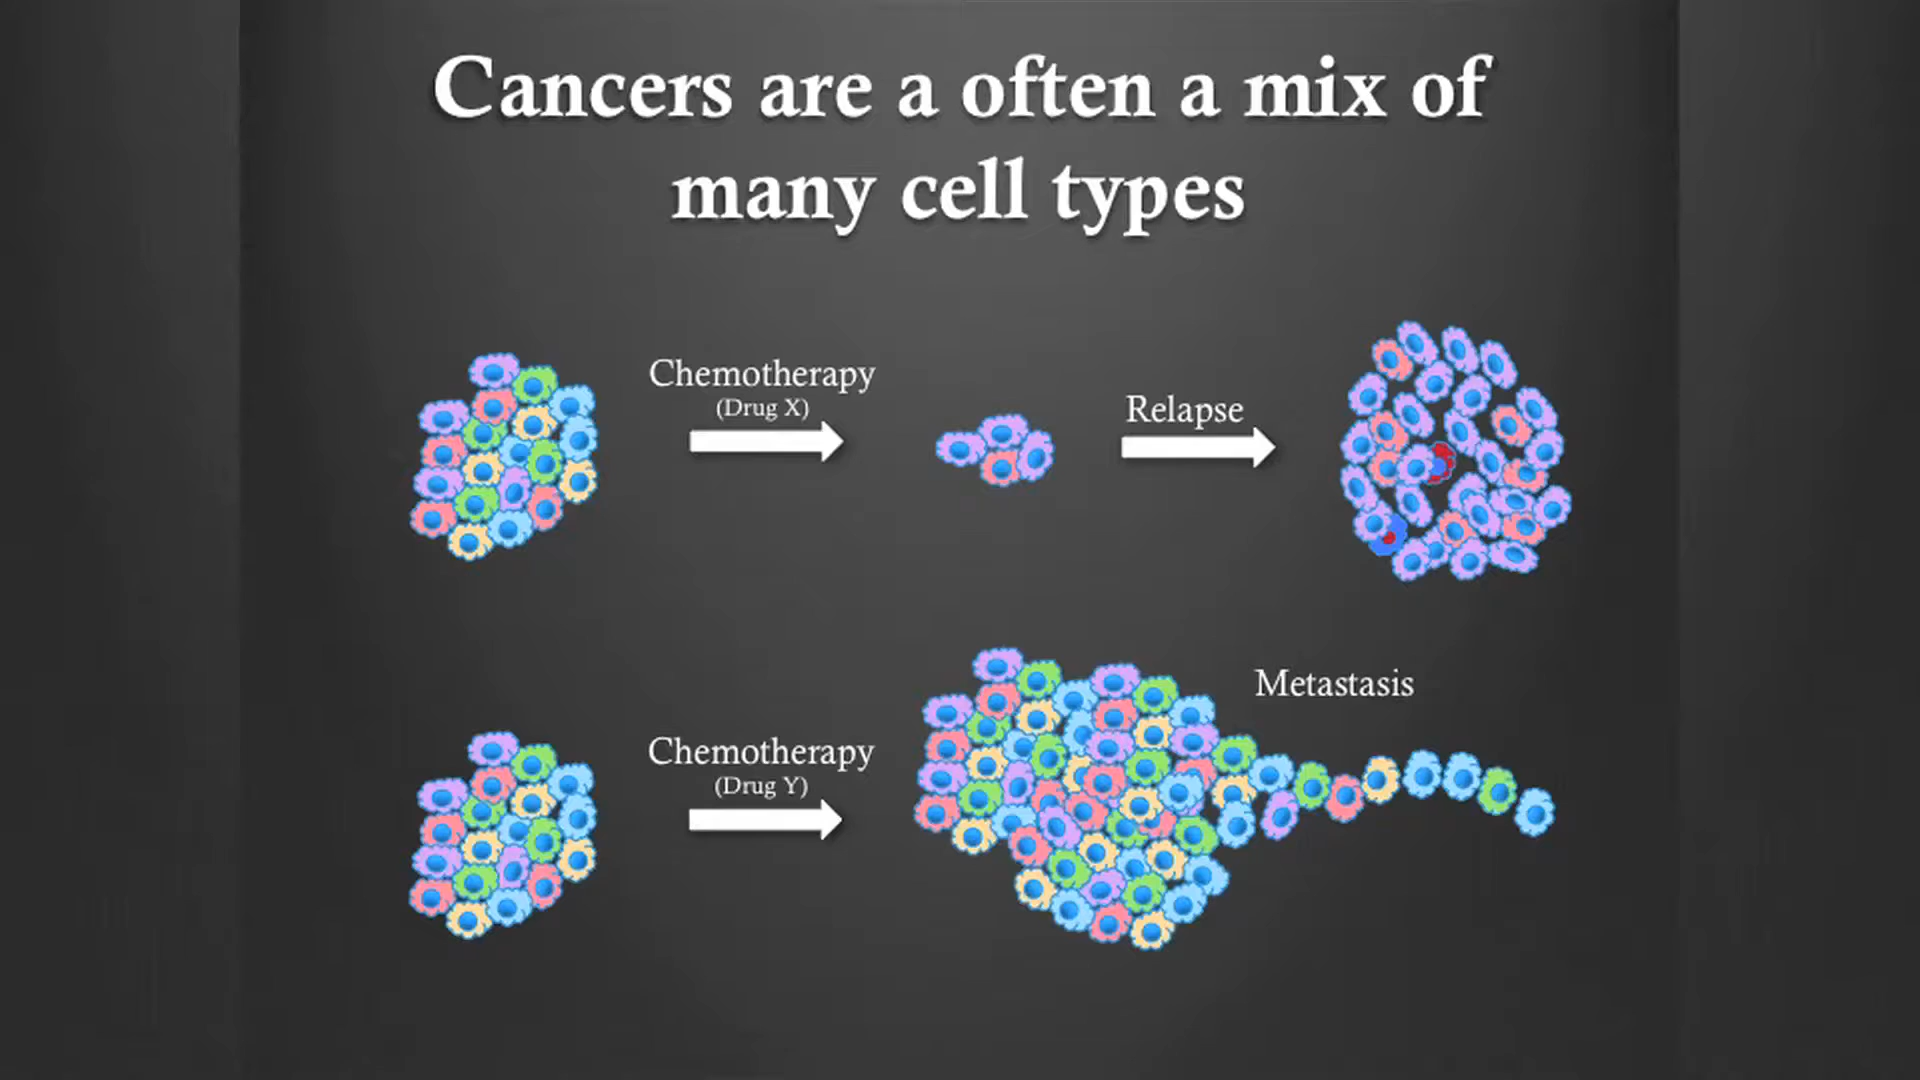 Cancers are a often a mix of
many cell types
Chemotherapy
(Drug X)
Relapse
Metastasis
Chemotherapy
(Drug Y)